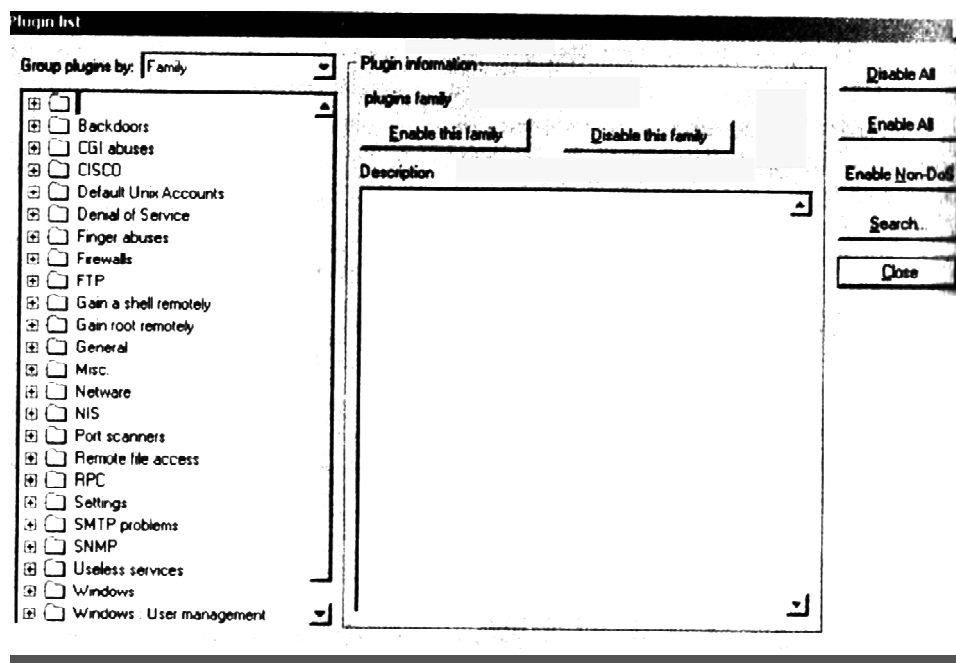 Plugin list
Group plugins by: Family
Backdoors
CGI abuses
CISCO
Default Unix Accounts
Denial of Service
Finger abuses
Firewalls
FTP
Gain a shell remotely
Gain root remotely
General
Misc.
Netware
NIS
Port scanners
Remote file access
RPC
Settings
SMTP problems
SNMP
Useless services
Windows
Windows : User management
Plugin information:
plugins family
Enable this family Disable this family
Description
Disable All
Enable All
Enable Non-DoS
Search...
Close